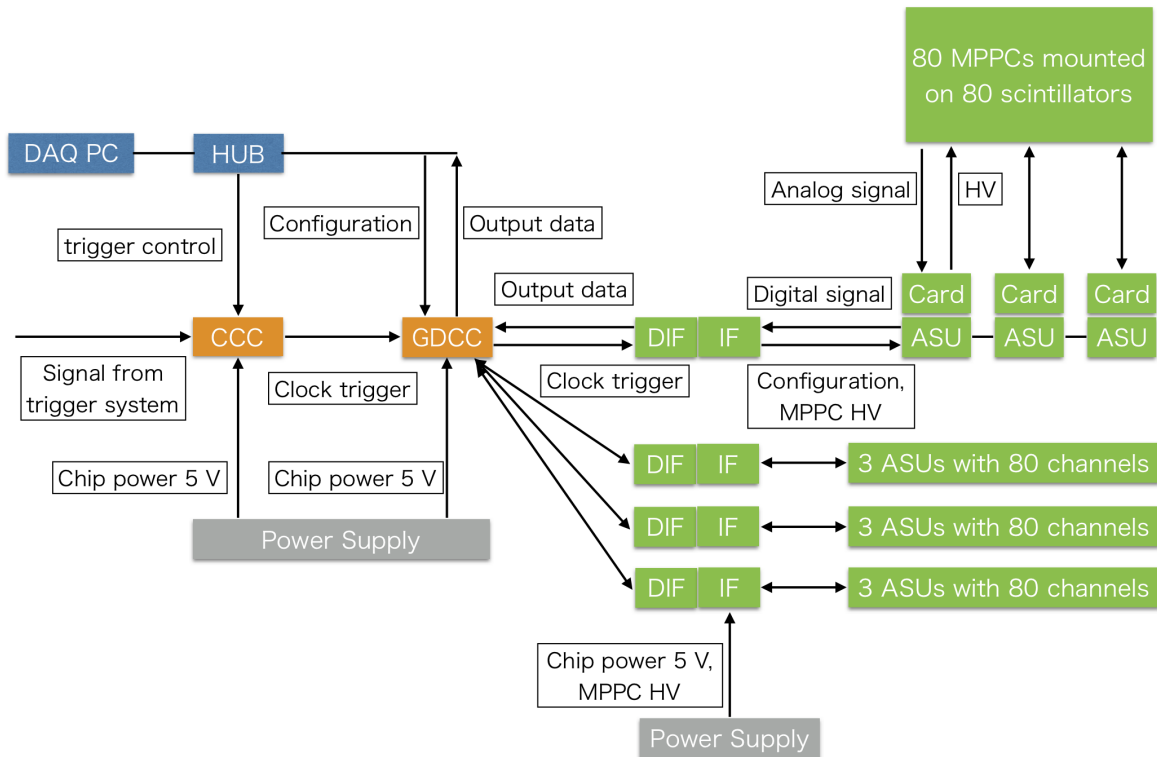 80 MPPCs mounted
on 80 scintillators
DAQ PC
HUB
Analog signal
HV
Configuration
Output data
trigger control
Output data
Digital signal
Card
Card
Card
CCC
GDCC
DIF
IF
ASU
ASU
ASU
Signal from
trigger system
Clock trigger
Clock trigger
Configuration,
MPPC HV
DIF
IF
3 ASUs with 80 channels
Chip power 5 V
Chip power 5 V
DIF
IF
3 ASUs with 80 channels
Power Supply
DIF
IF
3 ASUs with 80 channels
Chip power 5 V,
MPPC HV
Power Supply